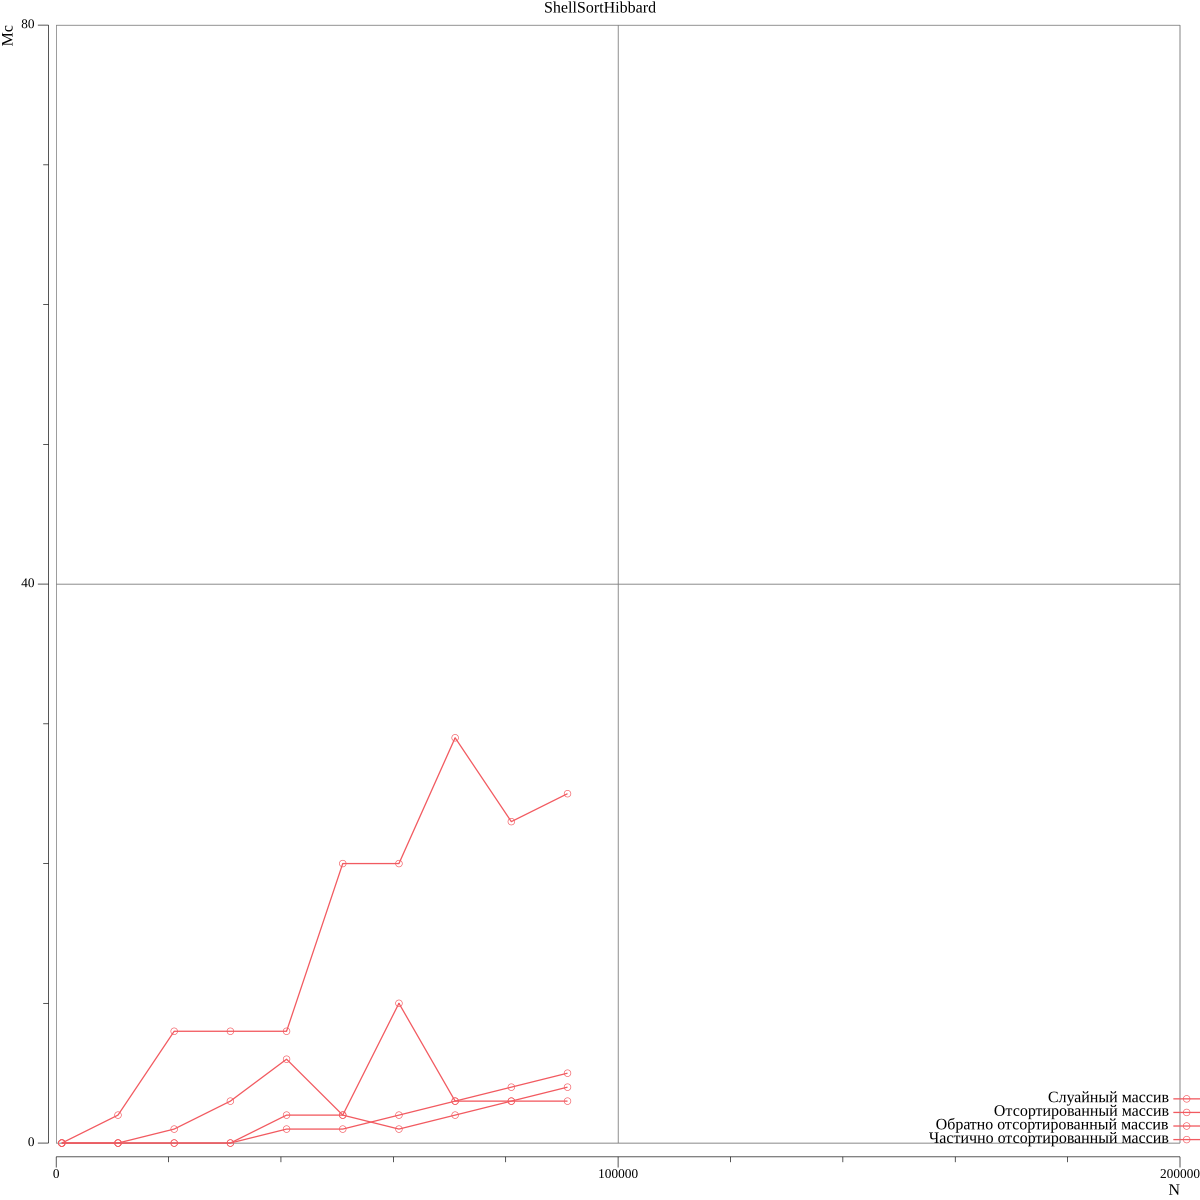 ShellSortHibbard
Мс
80
40
0
0
100000
200000
N
Слуайный массив
Отсортированный массив
Обратно отсортированный массив
Частично отсортированный массив